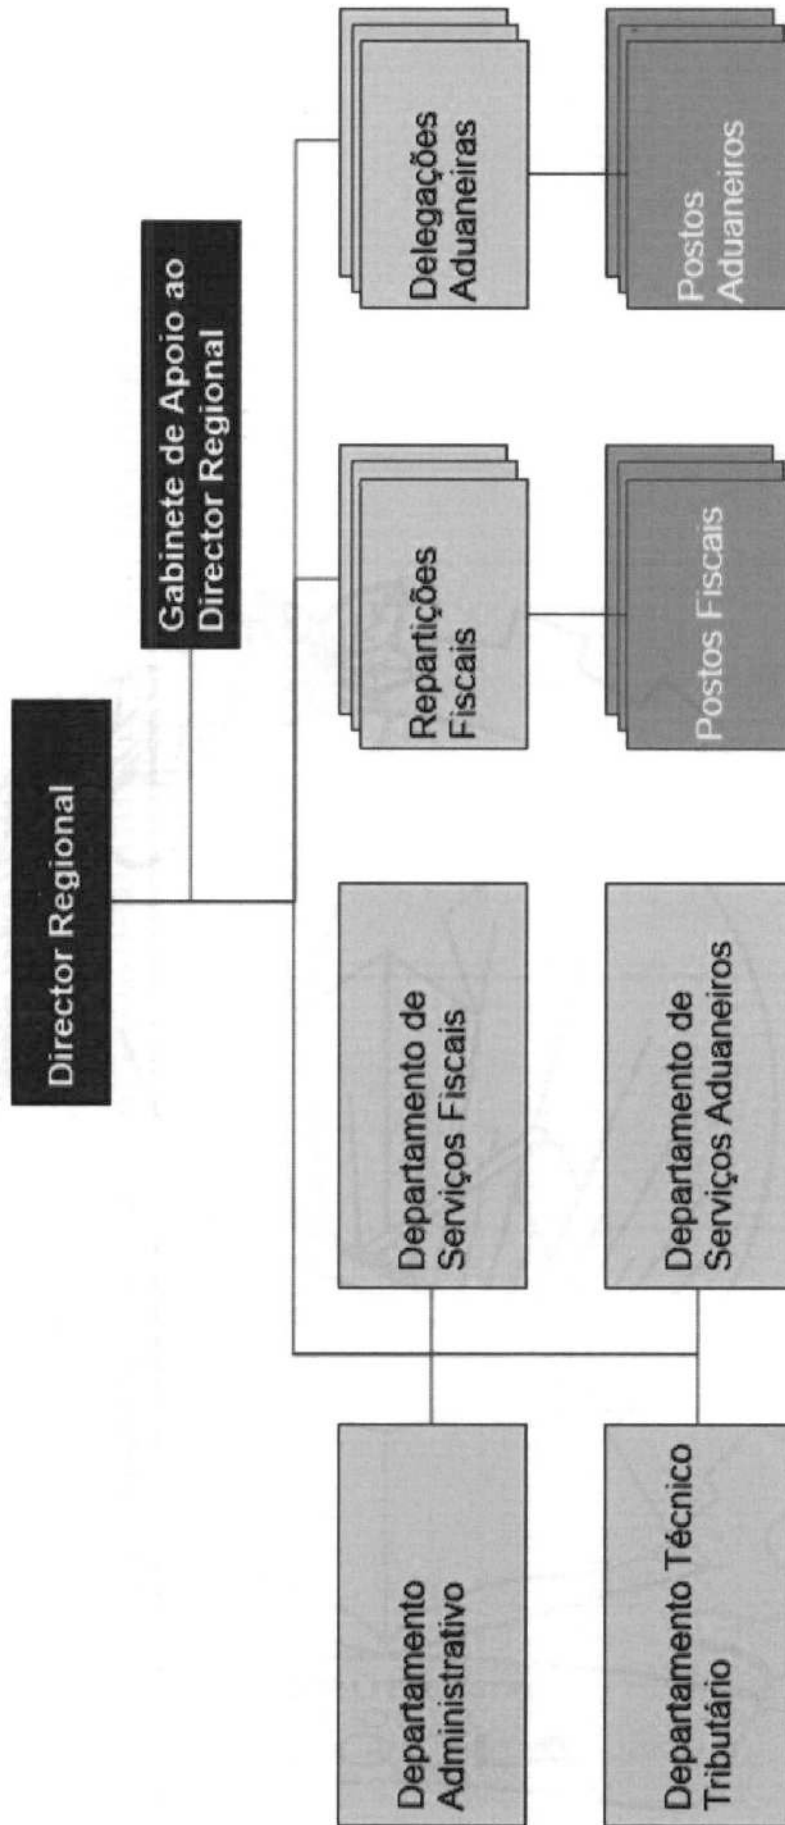 Director Regional
Gabinete de Apoio ao
Director Regional
Departamento
Administrativo
Departamento de
Serviços Fiscais
Repartições
Fiscais
Delegações
Aduaneiras
Departamento Técnico
Tributário
Departamento de
Serviços Aduaneiros
Postos Fiscais
Postos
Aduaneiros